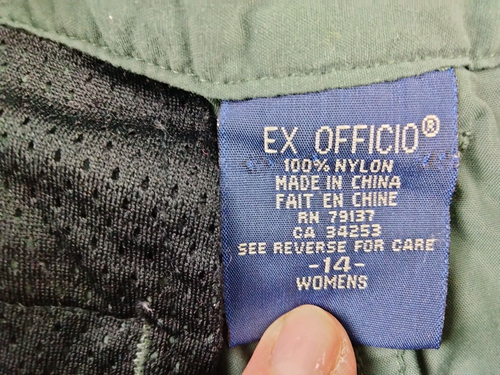 EX OFFICIO®
100% NYLON
MADE IN CHINA
FAIT EN CHINE
RN 79137
CA 34253
SEE REVERSE FOR CARE
-14-
WOMENS